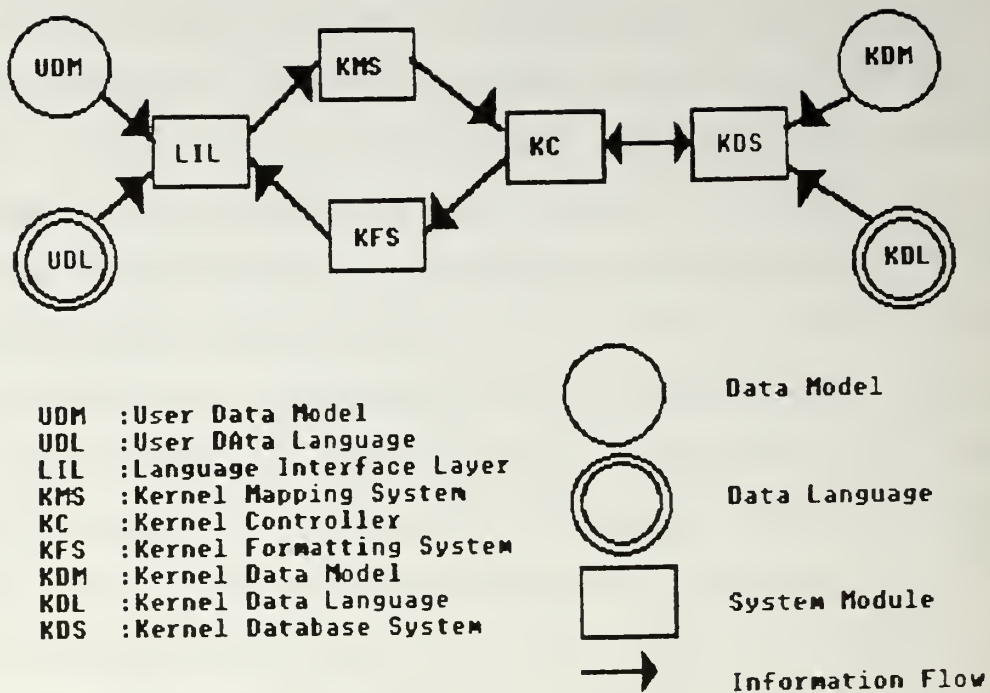 UDM
KMS
KDM
LIL
KC
KDS
UDL
KFS
KDL
UDM :User Data Model
UDL :User DAta Language
LIL :Language Interface Layer
KMS :Kernel Mapping System
KC :Kernel Controller
KFS :Kernel Formatting System
KDM :Kernel Data Model
KDL :Kernel Data Language
KDS :Kernel Database System
Data Model
Data Language
System Module
Information Flow